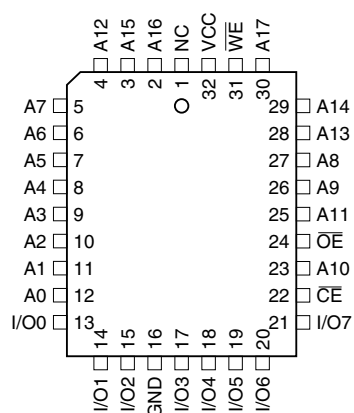 A12 A15 A16 NC VCC WE A17
4 3 2 1 32 31 30
A7 5 29 A14
A6 6 28 A13
A5 7 27 A8
A4 8 26 A9
A3 9 25 A11
A2 10 24 OE
A1 11 23 A10
A0 12 22 CE
I/O0 13 21 I/O7
14 15 16 17 18 19 20
I/O1 I/O2 GND I/O3 I/O4 I/O5 I/O6